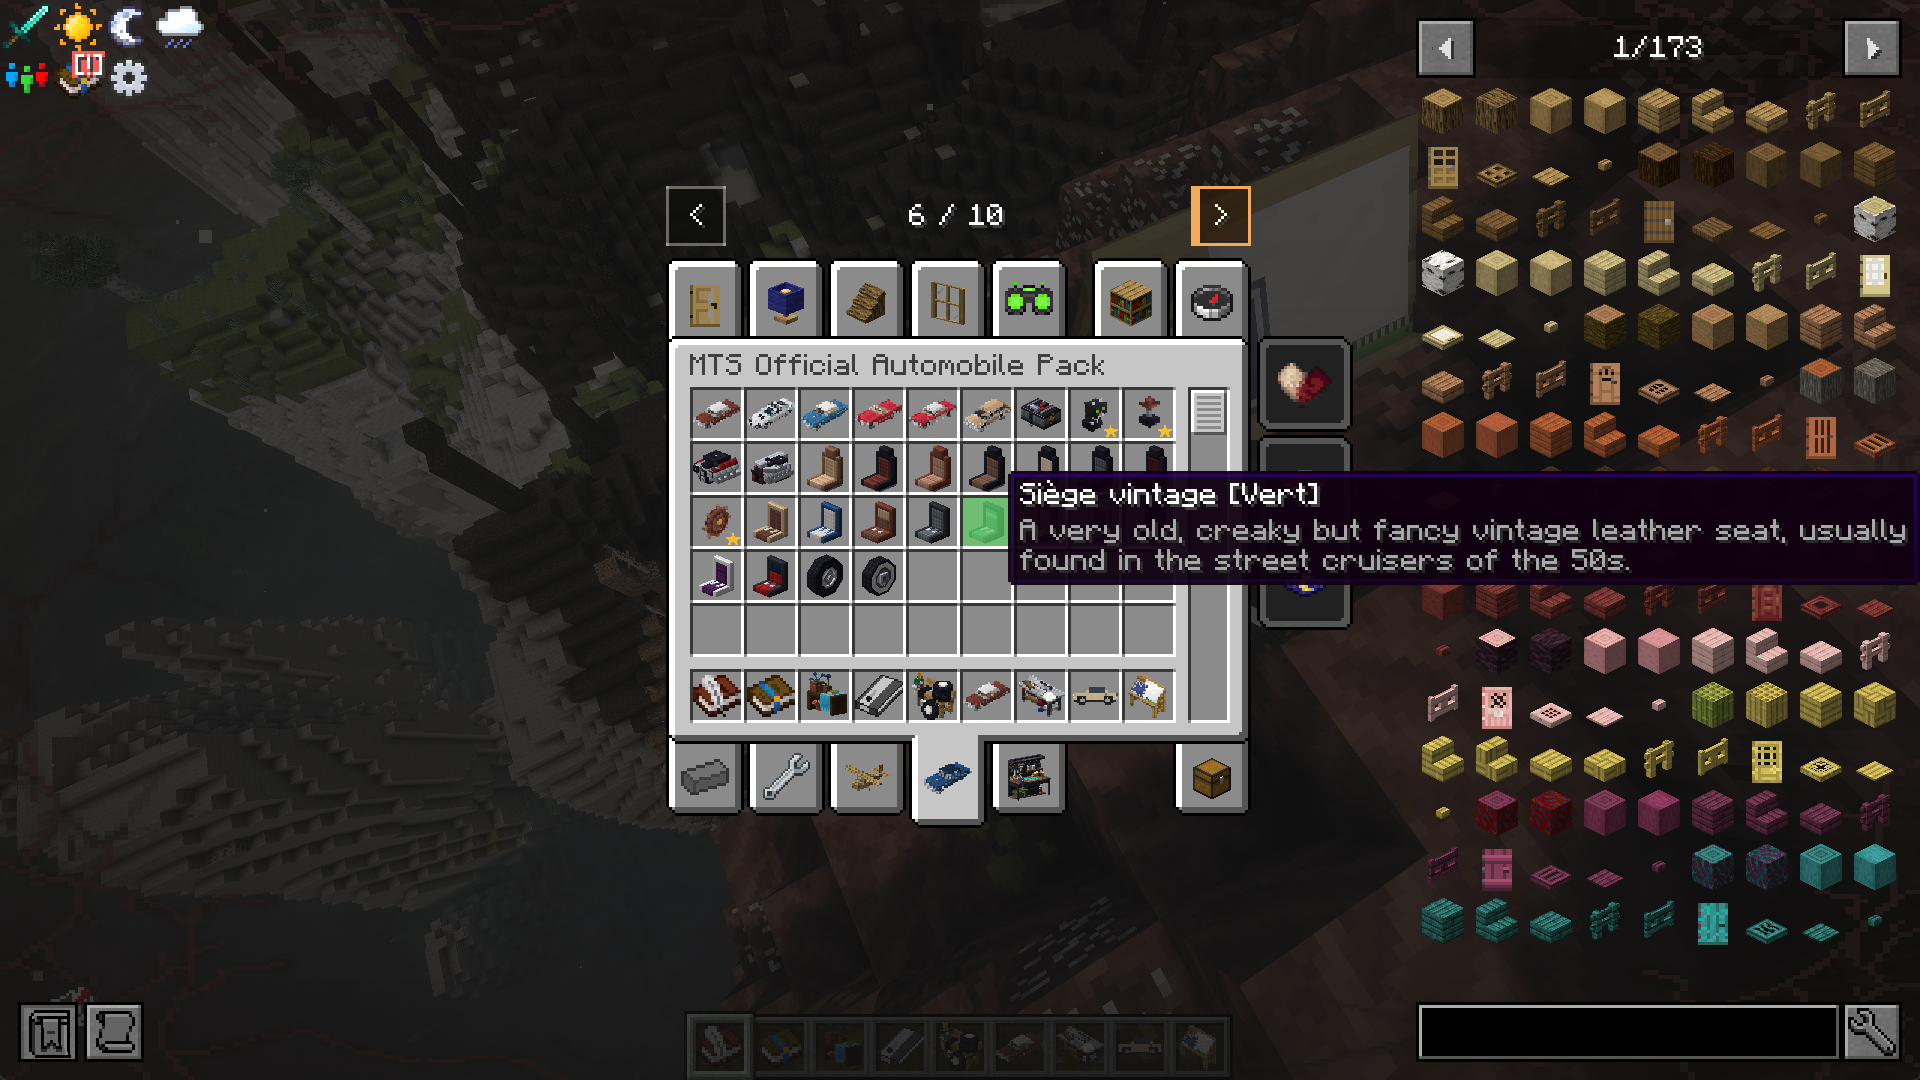 1/173
6 / 10
MTS Official Automobile Pack
Siège vintage [Vert]
A very old, creaky but fancy vintage leather seat, usually
found in the street cruisers of the 50s.